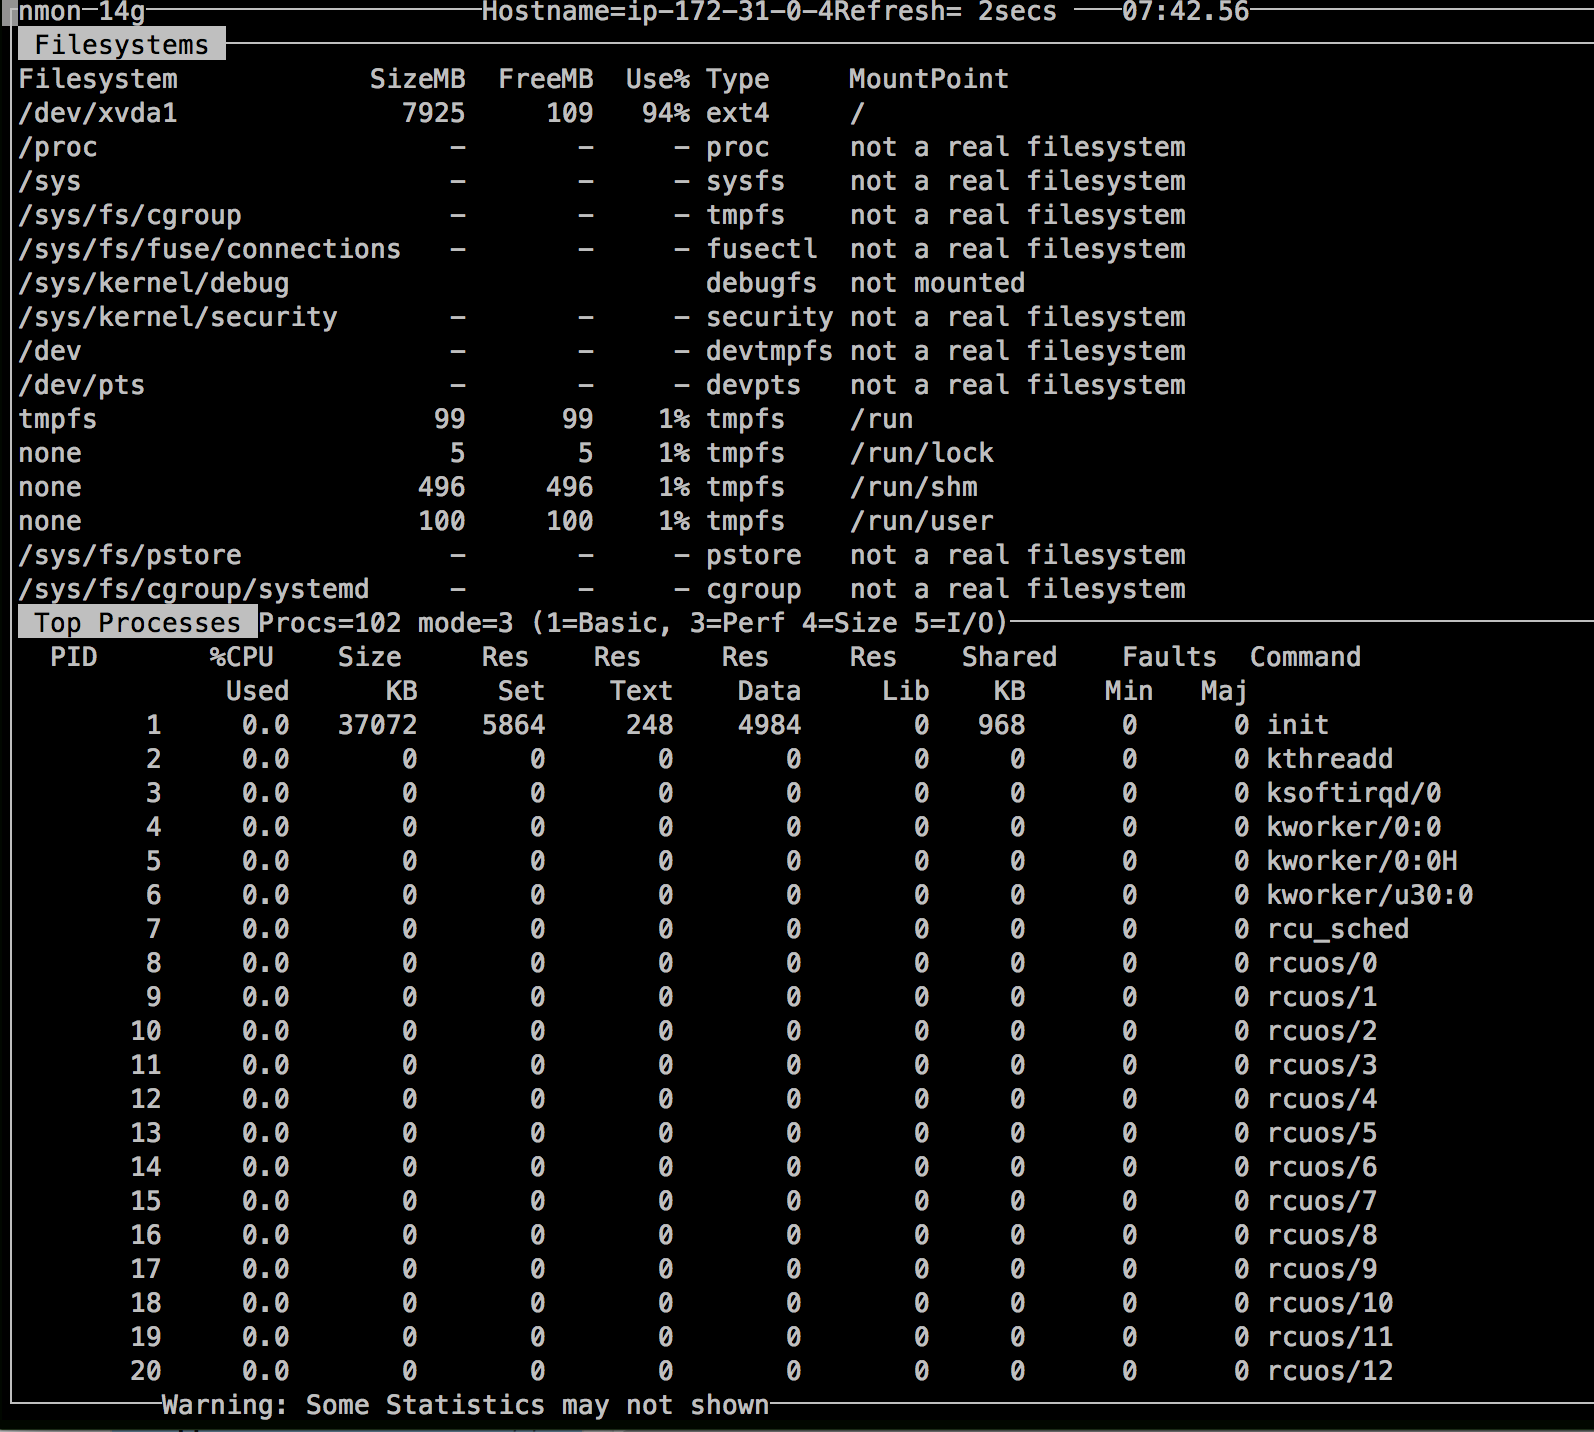 nmon 14g Hostname=ip-172-31-0-4Refresh= 2secs 07:42.56
Filesystems
Filesystem SizeMB FreeMB Use% Type MountPoint
/dev/xvda1 7925 109 94% ext4 /
/proc - - - proc not a real filesystem
/sys - - - sysfs not a real filesystem
/sys/fs/cgroup - - - tmpfs not a real filesystem
/sys/fs/fuse/connections - - - fusectl not a real filesystem
/sys/kernel/debug debugfs not mounted
/sys/kernel/security - - - security not a real filesystem
/dev - - - devtmpfs not a real filesystem
/dev/pts - - - devpts not a real filesystem
tmpfs 99 99 1% tmpfs /run
none 5 5 1% tmpfs /run/lock
none 496 496 1% tmpfs /run/shm
none 100 100 1% tmpfs /run/user
/sys/fs/pstore - - - pstore not a real filesystem
/sys/fs/cgroup/systemd - - - cgroup not a real filesystem
Top Processes Procs=102 mode=3 (1=Basic, 3=Perf 4=Size 5=I/O)
PID %CPU Size Res Res Res Res Shared Faults Command
Used KB Set Text Data Lib KB Min Maj
1 0.0 37072 5864 248 4984 0 968 0 0 init
2 0.0 0 0 0 0 0 0 0 0 kthreadd
3 0.0 0 0 0 0 0 0 0 0 ksoftirqd/0
4 0.0 0 0 0 0 0 0 0 0 kworker/0:0
5 0.0 0 0 0 0 0 0 0 0 kworker/0:0H
6 0.0 0 0 0 0 0 0 0 0 kworker/u30:0
7 0.0 0 0 0 0 0 0 0 0 rcu_sched
8 0.0 0 0 0 0 0 0 0 0 rcuos/0
9 0.0 0 0 0 0 0 0 0 0 rcuos/1
10 0.0 0 0 0 0 0 0 0 0 rcuos/2
11 0.0 0 0 0 0 0 0 0 0 rcuos/3
12 0.0 0 0 0 0 0 0 0 0 rcuos/4
13 0.0 0 0 0 0 0 0 0 0 rcuos/5
14 0.0 0 0 0 0 0 0 0 0 rcuos/6
15 0.0 0 0 0 0 0 0 0 0 rcuos/7
16 0.0 0 0 0 0 0 0 0 0 rcuos/8
17 0.0 0 0 0 0 0 0 0 0 rcuos/9
18 0.0 0 0 0 0 0 0 0 0 rcuos/10
19 0.0 0 0 0 0 0 0 0 0 rcuos/11
20 0.0 0 0 0 0 0 0 0 0 rcuos/12
Warning: Some Statistics may not shown